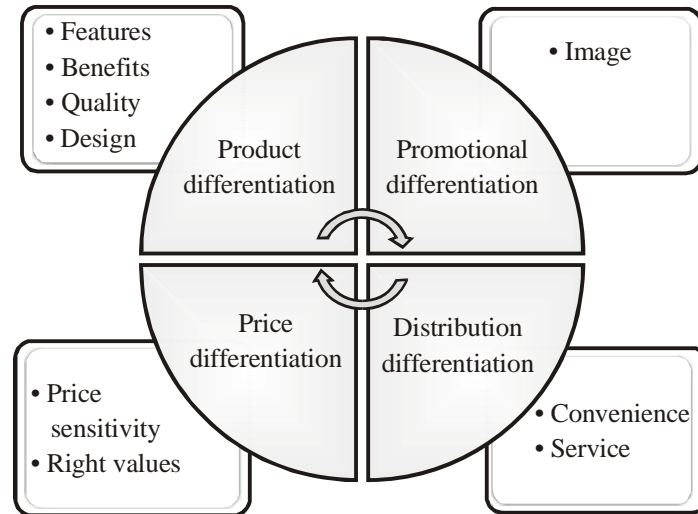 • Features
• Benefits
• Quality
• Design
• Image
Product
differentiation
Promotional
differentiation
Price
differentiation
Distribution
differentiation
• Price
sensitivity
• Right values
• Convenience
• Service